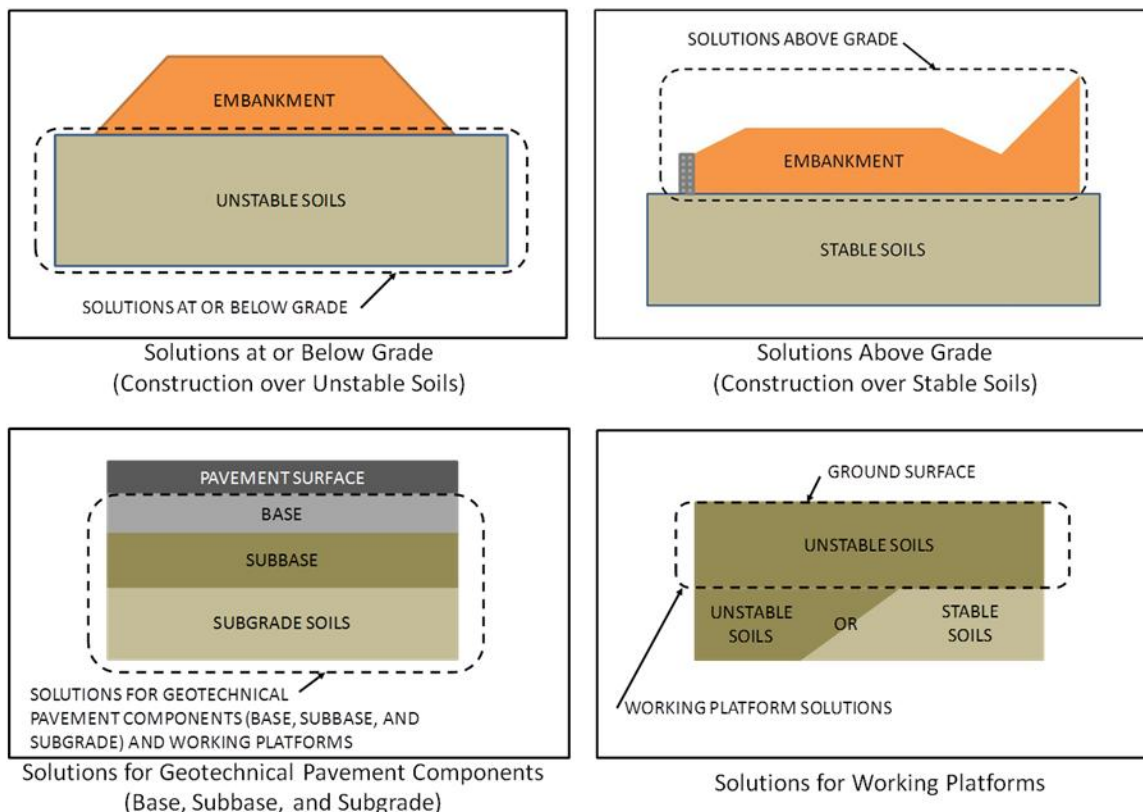 EMBANKMENT
UNSTABLE SOILS
SOLUTIONS AT OR BELOW GRADE
Solutions at or Below Grade
(Construction over Unstable Soils)
SOLUTIONS ABOVE GRADE
EMBANKMENT
STABLE SOILS
Solutions Above Grade
(Construction over Stable Soils)
PAVEMENT SURFACE
BASE
SUBBASE
SUBGRADE SOILS
SOLUTIONS FOR GEOTECHNICAL
PAVEMENT COMPONENTS (BASE, SUBBASE, AND
SUBGRADE) AND WORKING PLATFORMS
Solutions for Geotechnical Pavement Components
(Base, Subbase, and Subgrade)
GROUND SURFACE
UNSTABLE SOILS
UNSTABLE
SOILS
OR
STABLE
SOILS
WORKING PLATFORM SOLUTIONS
Solutions for Working Platforms